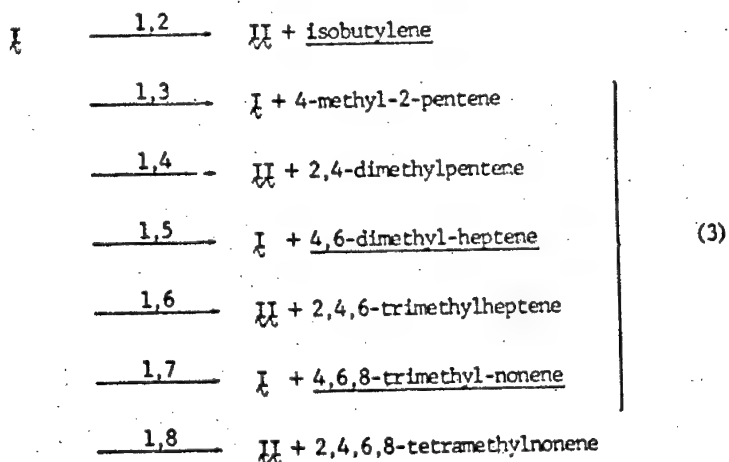 I 1,2 II + isobutylene
1,3 I + 4-methyl-2-pentene
1,4 II + 2,4-dimethylpentene
1,5 I + 4,6-dimethyl-heptene (3)
1,6 II + 2,4,6-trimethylheptene
1,7 I + 4,6,8-trimethyl-nonene
1,8 II + 2,4,6,8-tetramethylnonene